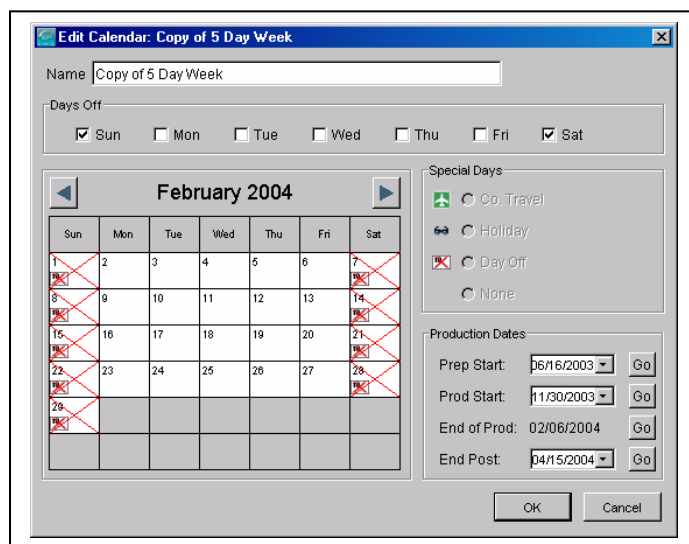 Edit Calendar: Copy of 5 Day Week
Name Copy of 5 Day Week
Days Off
Sun Mon Tue Wed Thu Fri Sat
February 2004
Sun Mon Tue Wed Thu Fri Sat
1 2 3 4 5 6 7
8 9 10 11 12 13 14
15 16 17 18 19 20 21
22 23 24 25 26 27 28
29
Special Days
Co. Travel
Holiday
Day Off
None
Production Dates
Prep Start: 06/16/2003 Go
Prod Start: 11/30/2003 Go
End of Prod: 02/06/2004 Go
End Post: 04/15/2004 Go
OK Cancel